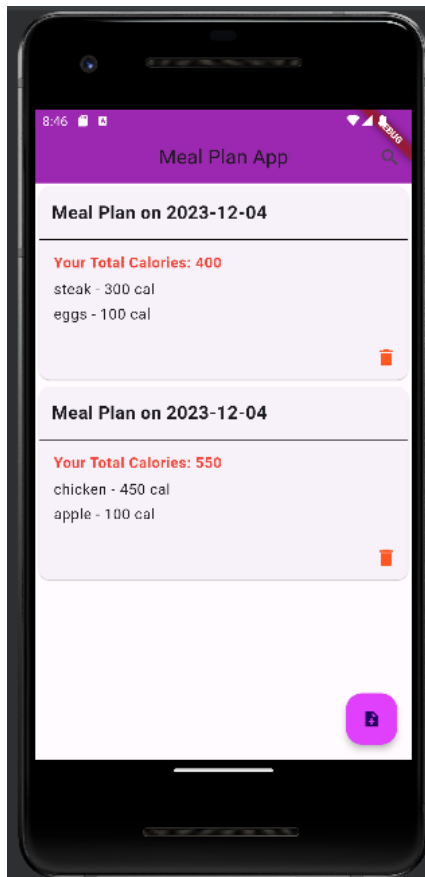 8:46
DEBUG
Meal Plan App
Meal Plan on 2023-12-04
Your Total Calories: 400
steak - 300 cal
eggs - 100 cal
Meal Plan on 2023-12-04
Your Total Calories: 550
chicken - 450 cal
apple - 100 cal